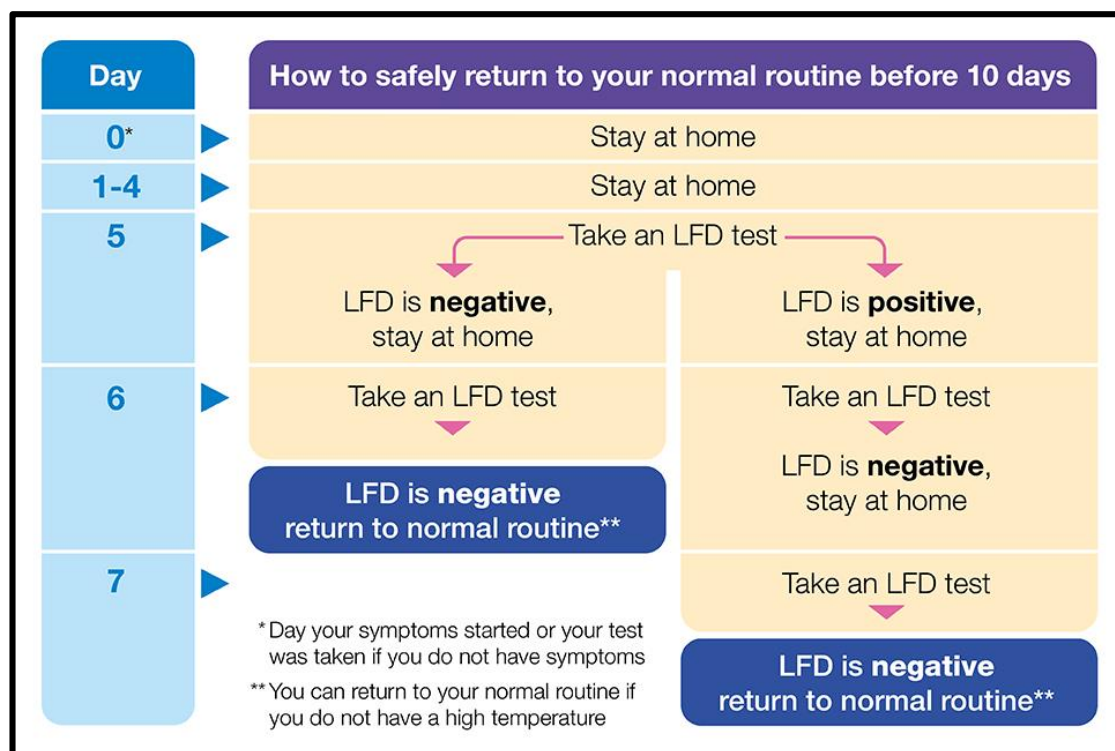 Day
How to safely return to your normal routine before 10 days
0*
Stay at home
1-4
Stay at home
5
Take an LFD test
LFD is negative,
stay at home
LFD is positive,
stay at home
6
Take an LFD test
LFD is negative
return to normal routine**
Take an LFD test
LFD is negative,
stay at home
7
Take an LFD test
LFD is negative
return to normal routine**
* Day your symptoms started or your test
was taken if you do not have symptoms
** You can return to your normal routine if
you do not have a high temperature